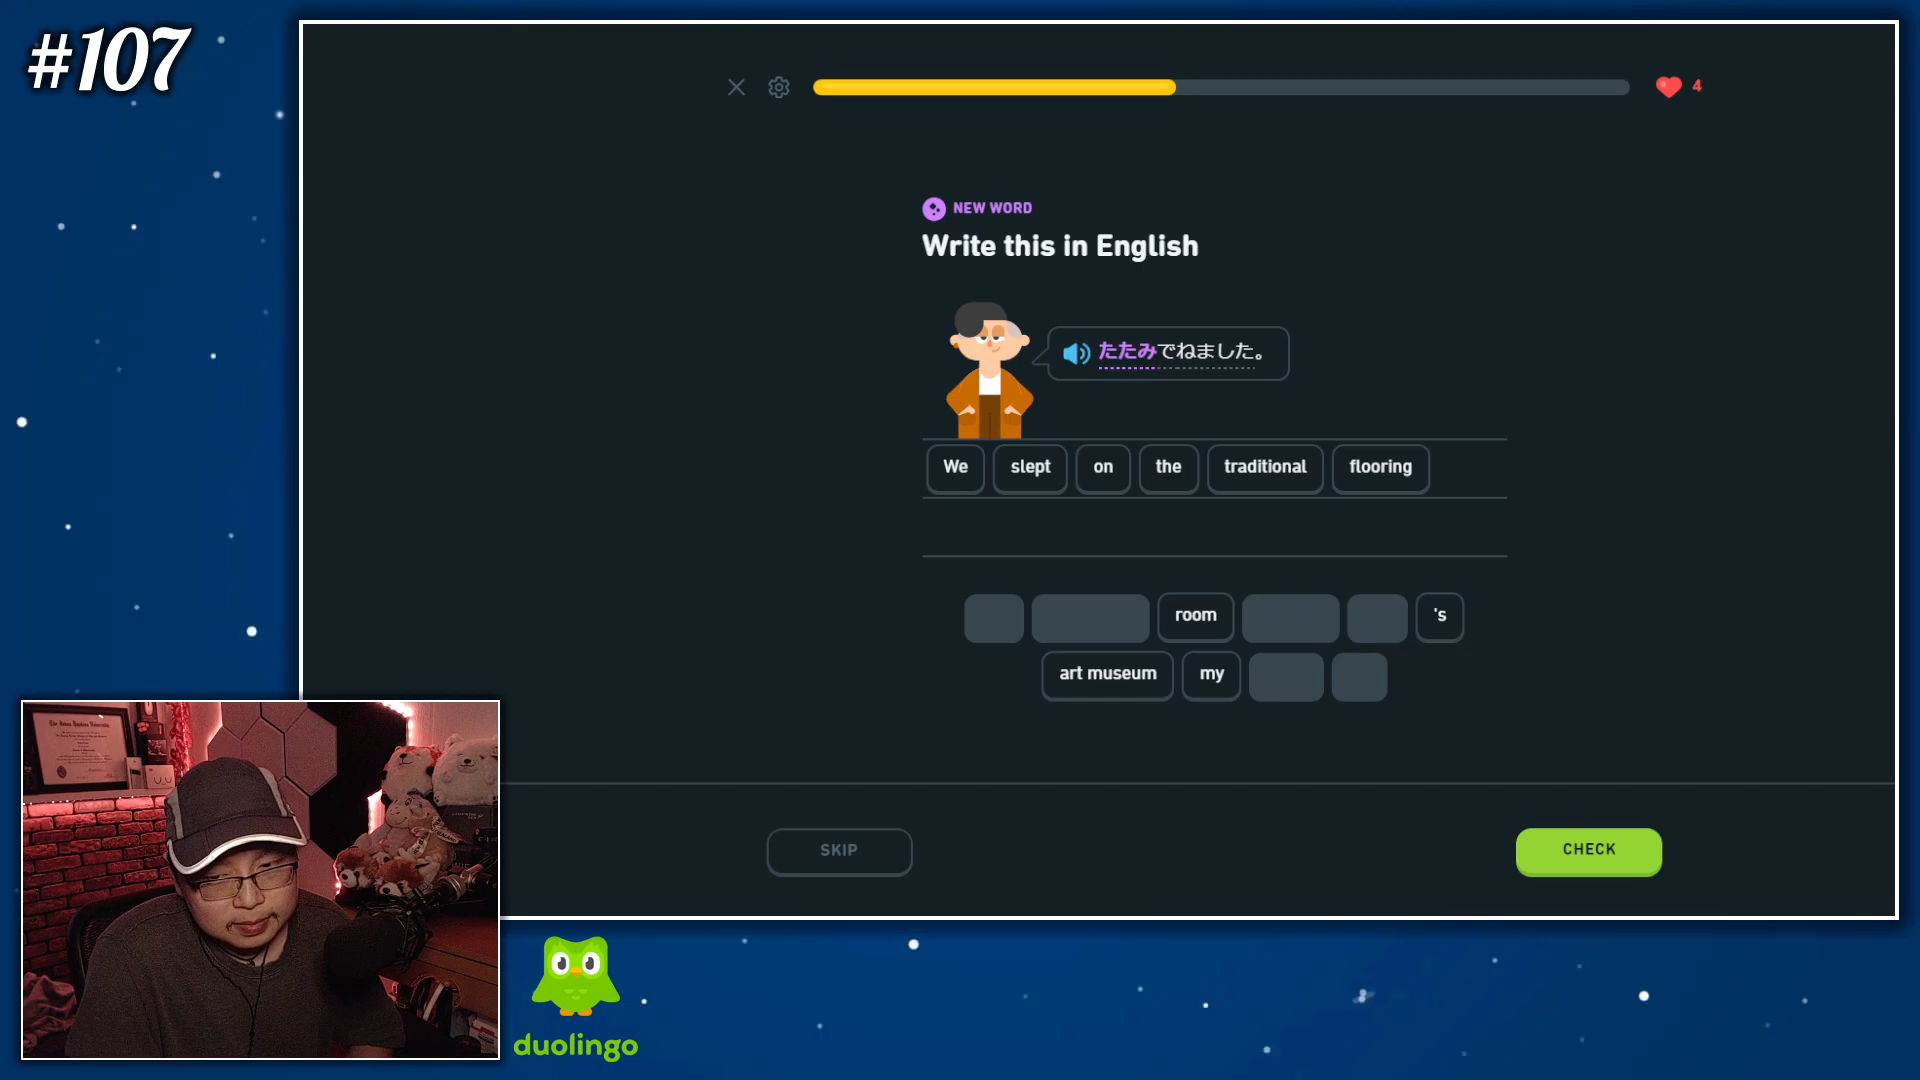 #107
4
NEW WORD
Write this in English
たたみでねました。
We slept on the traditional flooring
room 's
art museum my
SKIP
CHECK
duolingo